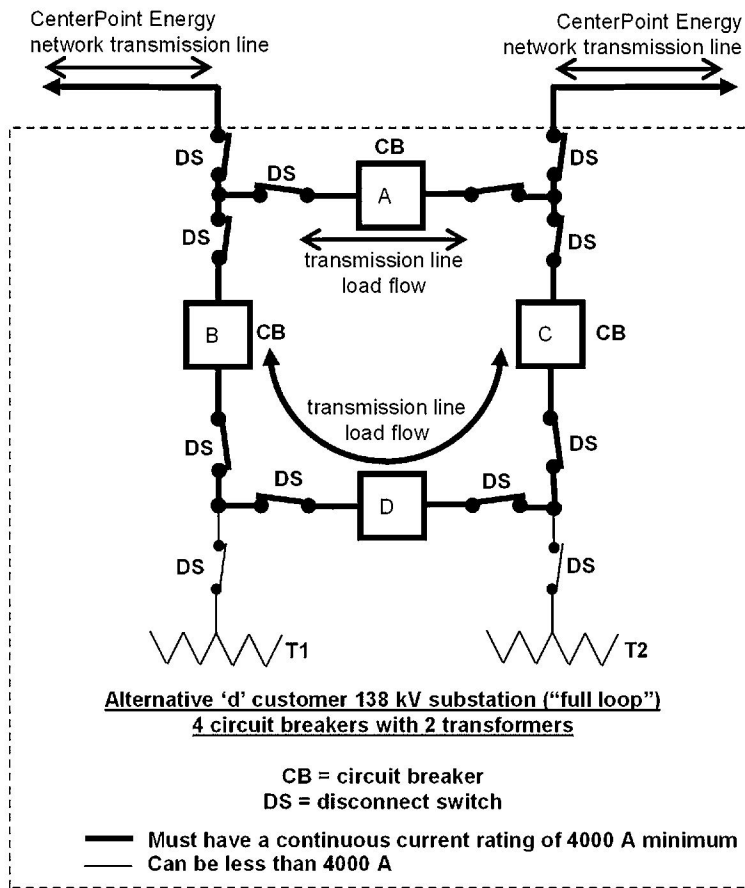 CenterPoint Energy
network transmission line
CenterPoint Energy
network transmission line
DS
DS
CB
A
DS
DS
DS
transmission line
load flow
B
CB
C
CB
transmission line
load flow
DS
DS
DS
D
DS
DS
DS
T1
T2
Alternative ‘d’ customer 138 kV substation (“full loop”)
4 circuit breakers with 2 transformers
CB = circuit breaker
DS = disconnect switch
Must have a continuous current rating of 4000 A minimum
Can be less than 4000 A